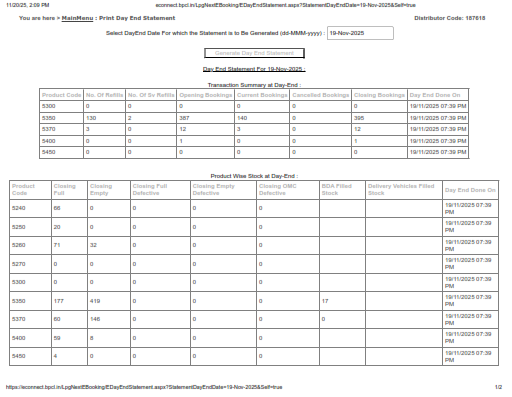 11/20/25, 2:09 PM econnect.bpcl.in/LpgNextEBooking/EDayEndStatement.aspx?StatementDayEndDate=19-Nov-2025&Self=true
You are here > MainMenu : Print Day End Statement Distributor Code: 187618
Select DayEnd Date For which the Statement is to Be Generated (dd-MMM-yyyy) : 19-Nov-2025
Generate Day End Statement
Day End Statement For 19-Nov-2025 :
Transaction Summary at Day-End :
Product Code No. Of Refills No. Of Sv Refills Opening Bookings Current Bookings Cancelled Bookings Closing Bookings Day End Done On
5300 0 0 0 0 0 19/11/2025 07:39 PM
5350 130 2 387 140 395 19/11/2025 07:39 PM
5370 3 0 12 3 12 19/11/2025 07:39 PM
5400 0 0 1 0 1 19/11/2025 07:39 PM
5450 0 0 0 0 0 19/11/2025 07:39 PM
Product Wise Stock at Day-End :
Product Closing Closing Closing Full Closing Empty Closing OMC BDA Filled Delivery Vehicles Filled Day End Done On
Code Full Empty Defective Defective Defective Stock Stock
5240 66 0 0 0 0 19/11/2025 07:39
PM
5250 20 0 0 0 0 19/11/2025 07:39
PM
5260 71 32 0 0 0 19/11/2025 07:39
PM
5270 0 0 0 0 0 19/11/2025 07:39
PM
5300 0 0 0 0 0 19/11/2025 07:39
PM
5350 177 419 0 0 0 17 19/11/2025 07:39
PM
5370 60 146 0 0 0 0 19/11/2025 07:39
PM
5400 59 8 0 0 0 19/11/2025 07:39
PM
5450 4 0 0 0 0 19/11/2025 07:39
PM
https://econnect.bpcl.in/LpgNextEBooking/EDayEndStatement.aspx?StatementDayEndDate=19-Nov-2025&Self=true 1/2